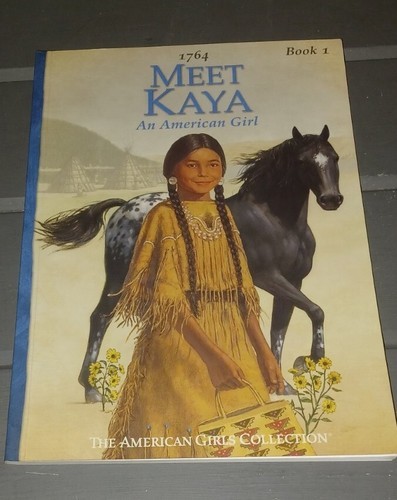 1764
Book 1
MEET
KAYA
An American Girl
THE AMERICAN GIRLS COLLECTION®